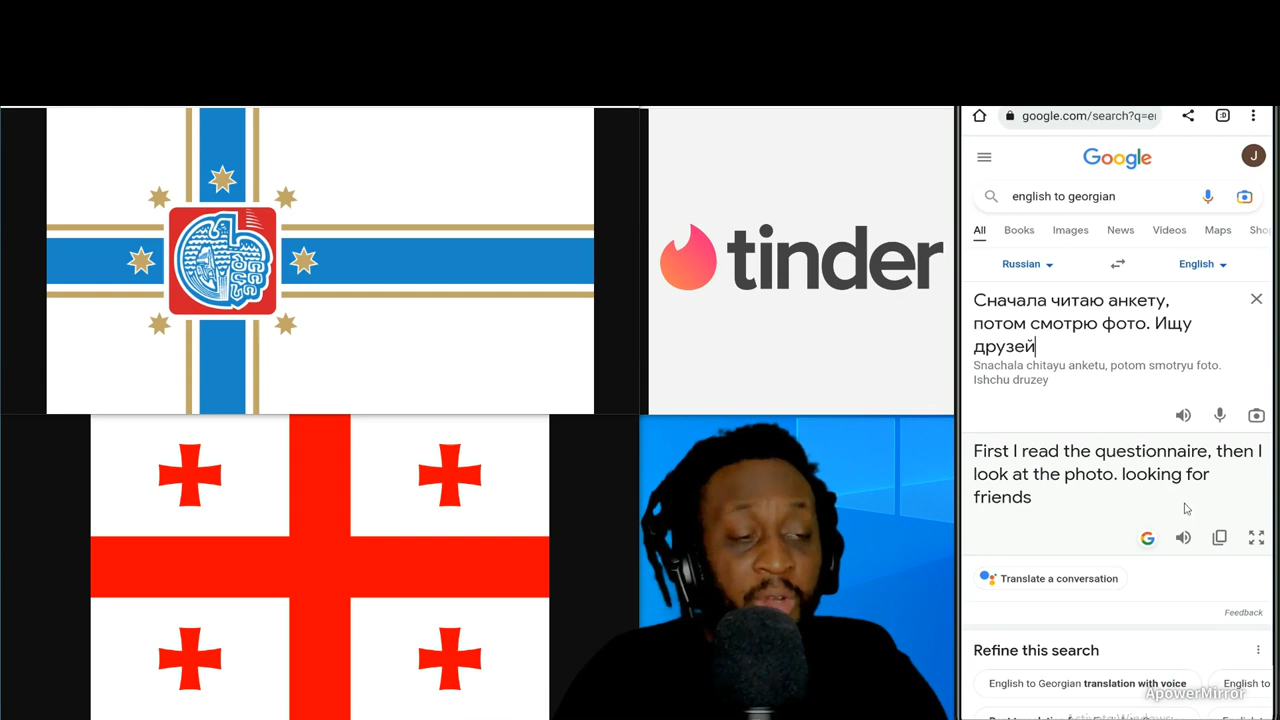 tinder
google.com/search?q=e
Google
J
english to georgian
All Books Images News Videos Maps Sho
Russian English
Сначала читаю анкету,
потом смотрю фото. Ищу
друзей
Snachala chitayu anketu, potom smotryu foto.
Ishchu druzey
First I read the questionnaire, then I
look at the photo. looking for
friends
G
Translate a conversation
Feedback
Refine this search
English to Georgian translation with voice
English to
ApowerMirror